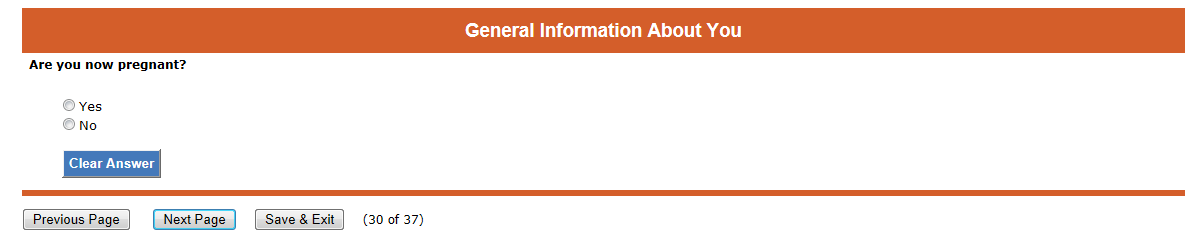 General Information About You
Are you now pregnant?
Yes
No
Clear Answer
Previous Page Next Page Save & Exit (30 of 37)